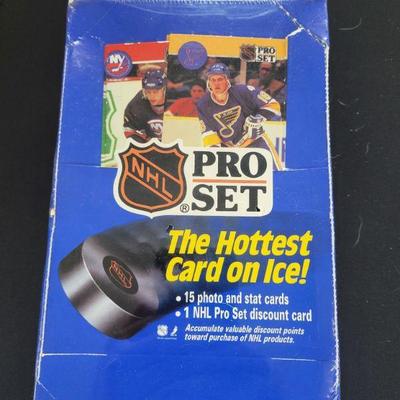 NY
PRO
SET
NHL
PRO
SET
®
The Hottest
Card on Ice!
• 15 photo and stat cards
• 1 NHL Pro Set discount card
Accumulate valuable discount points
toward purchase of NHL products.
NHL